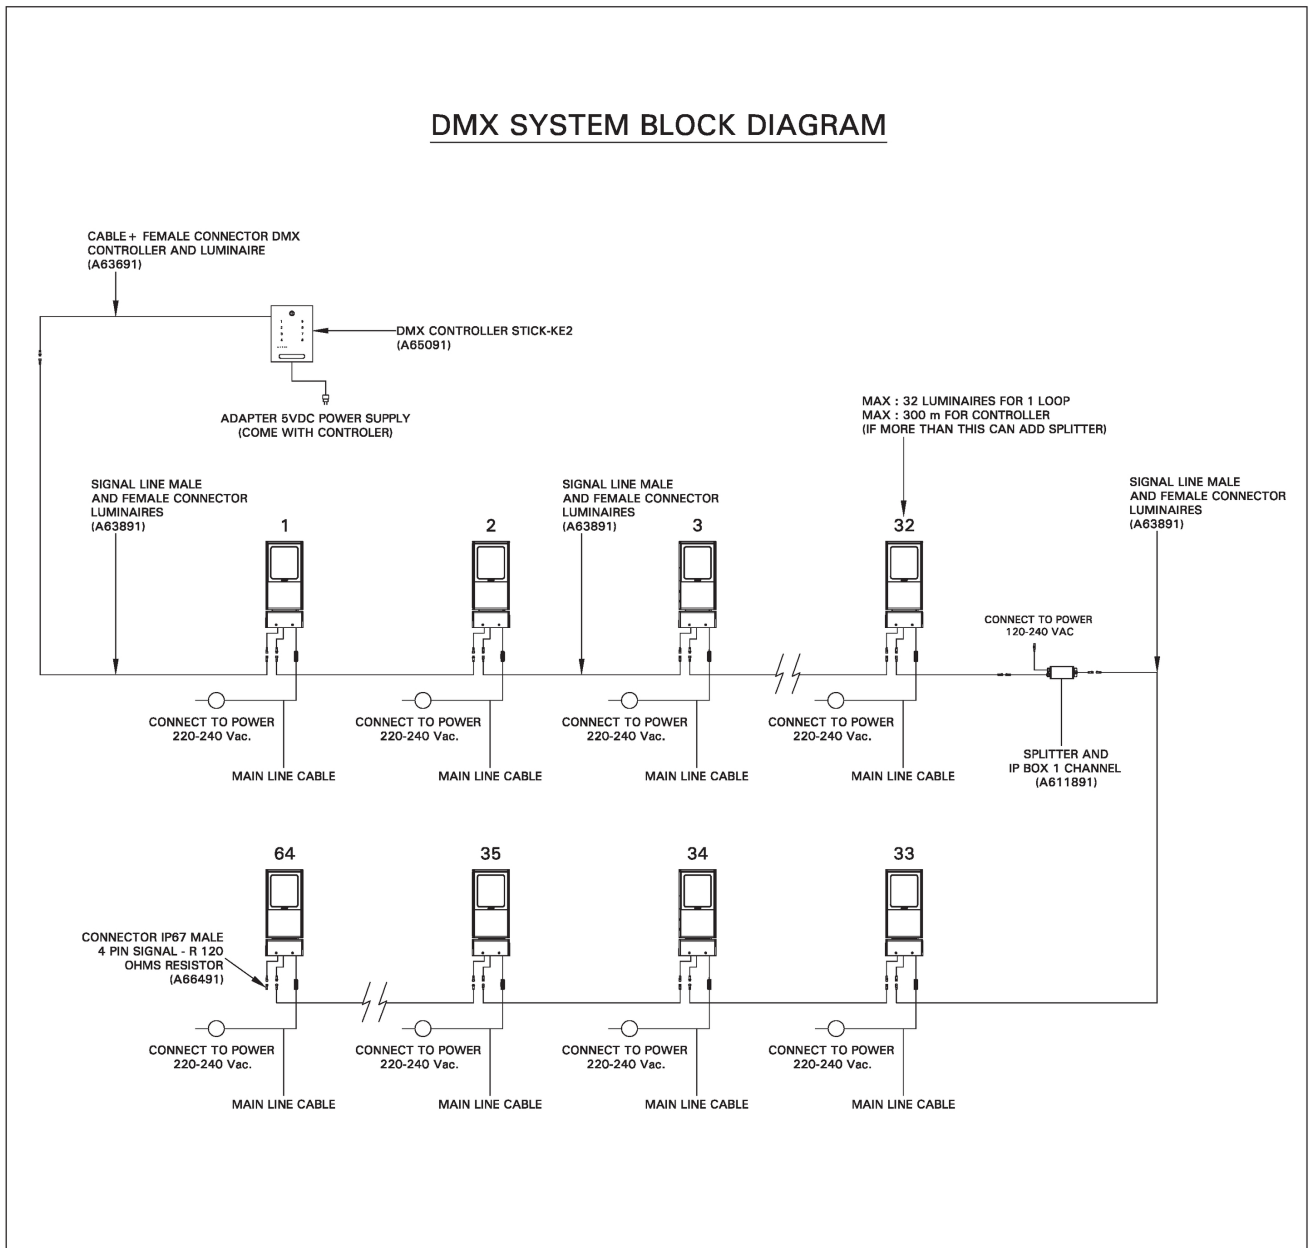 DMX SYSTEM BLOCK DIAGRAM
CABLE+ FEMALE CONNECTOR DMX
CONTROLLER AND LUMINAIRE
(A63691)
DMX CONTROLLER STICK-KE2
(A65091)
ADAPTER 5VDC POWER SUPPLY
(COME WITH CONTROLER)
MAX : 32 LUMINAIRES FOR 1 LOOP
MAX : 300 m FOR CONTROLLER
(IF MORE THAN THIS CAN ADD SPLITTER)
SIGNAL LINE MALE
AND FEMALE CONNECTOR
LUMINAIRES
(A63891)
SIGNAL LINE MALE
AND FEMALE CONNECTOR
LUMINAIRES
(A63891)
SIGNAL LINE MALE
AND FEMALE CONNECTOR
LUMINAIRES
(A63891)
1
2
3
32
CONNECT TO POWER
120-240 VAC
CONNECT TO POWER
220-240 Vac.
CONNECT TO POWER
220-240 Vac.
CONNECT TO POWER
220-240 Vac.
CONNECT TO POWER
220-240 Vac.
SPLITTER AND
IP BOX 1 CHANNEL
(A611891)
MAIN LINE CABLE
MAIN LINE CABLE
MAIN LINE CABLE
MAIN LINE CABLE
64
35
34
33
CONNECTOR IP67 MALE
4 PIN SIGNAL - R 120
OHMS RESISTOR
(A66491)
CONNECT TO POWER
220-240 Vac.
CONNECT TO POWER
220-240 Vac.
CONNECT TO POWER
220-240 Vac.
CONNECT TO POWER
220-240 Vac.
MAIN LINE CABLE
MAIN LINE CABLE
MAIN LINE CABLE
MAIN LINE CABLE